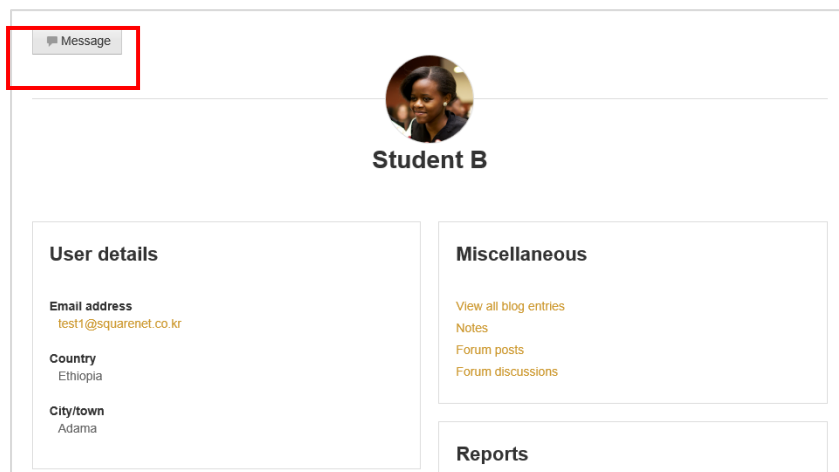 Message
Student B
User details
Email address
test1@squarenet.co.kr
Country
Ethiopia
City/town
Adama
Miscellaneous
View all blog entries
Notes
Forum posts
Forum discussions
Reports